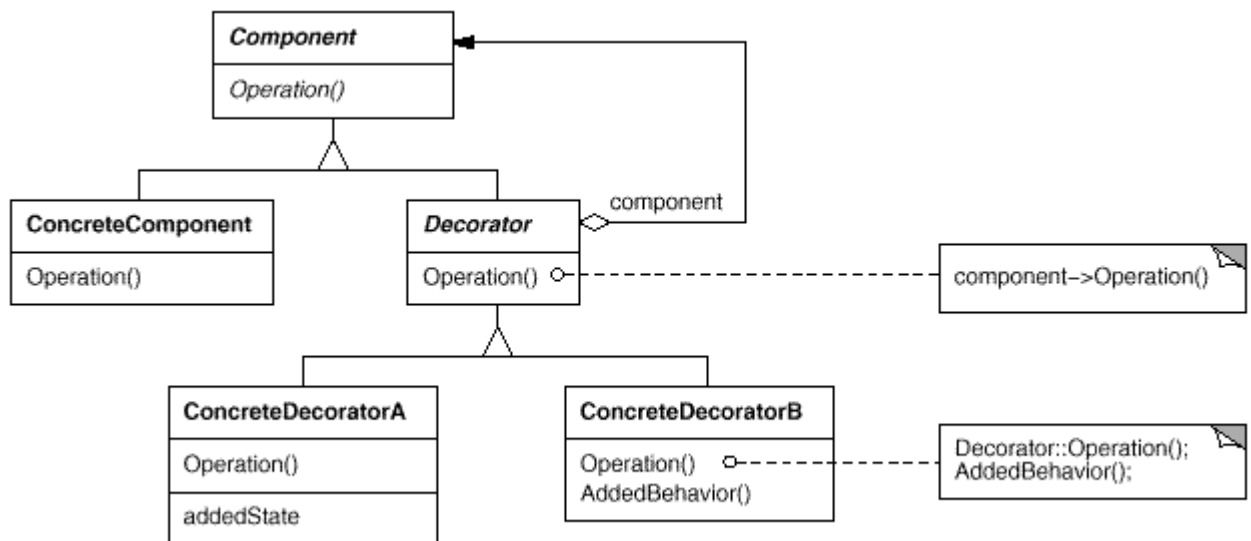 Component
Operation()
ConcreteComponent
Operation()
Decorator
Operation()
component
component–>Operation()
ConcreteDecoratorA
Operation()
addedState
ConcreteDecoratorB
Operation()
AddedBehavior()
Decorator::Operation();
AddedBehavior();